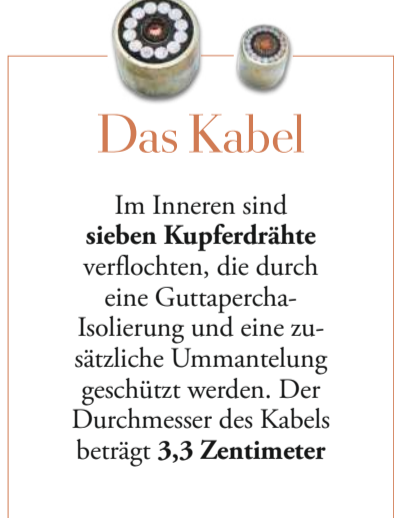 Das Kabel
Im Inneren sind
sieben Kupferdrähte
verflochten, die durch
eine Guttapercha-
Isolierung und eine zu-
sätzliche Ummantelung
geschützt werden. Der
Durchmesser des Kabels
beträgt 3,3 Zentimeter